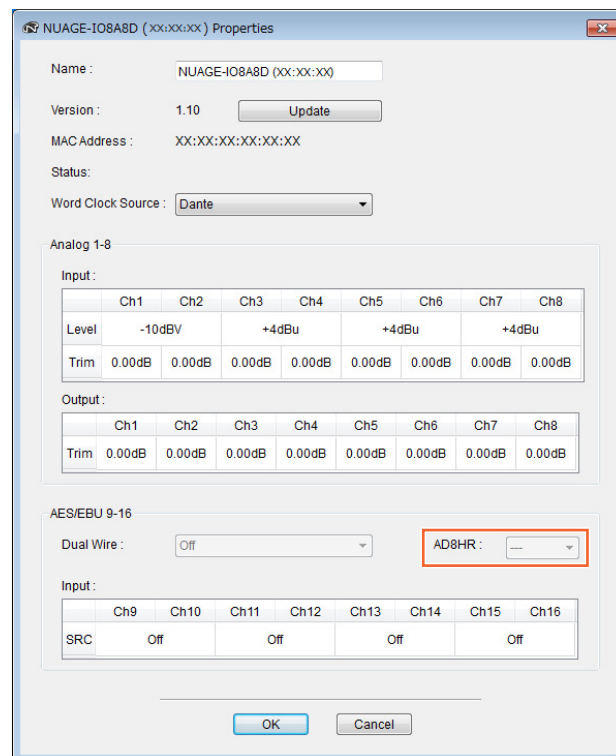 NUAGE-IO8A8D (XX:XX:XX) Properties
Name : NUAGE-IO8A8D (XX:XX:XX)
Version : 1.10 Update
MAC Address : XX:XX:XX:XX:XX:XX
Status:
Word Clock Source : Dante
Analog 1-8
Input :
Ch1 Ch2 Ch3 Ch4 Ch5 Ch6 Ch7 Ch8
Level -10dBV +4dBu +4dBu +4dBu
Trim 0.00dB 0.00dB 0.00dB 0.00dB 0.00dB 0.00dB 0.00dB 0.00dB
Output :
Ch1 Ch2 Ch3 Ch4 Ch5 Ch6 Ch7 Ch8
Trim 0.00dB 0.00dB 0.00dB 0.00dB 0.00dB 0.00dB 0.00dB 0.00dB
AES/EBU 9-16
Dual Wire : Off AD8HR : ---
Input :
Ch9 Ch10 Ch11 Ch12 Ch13 Ch14 Ch15 Ch16
SRC Off Off Off Off
OK Cancel